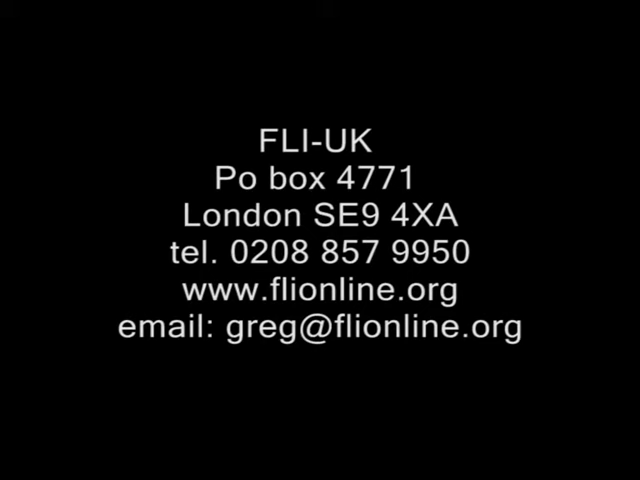 FLI-UK
Po box 4771
London SE9 4XA
tel. 0208 857 9950
www.flionline.org
email: greg@flionline.org